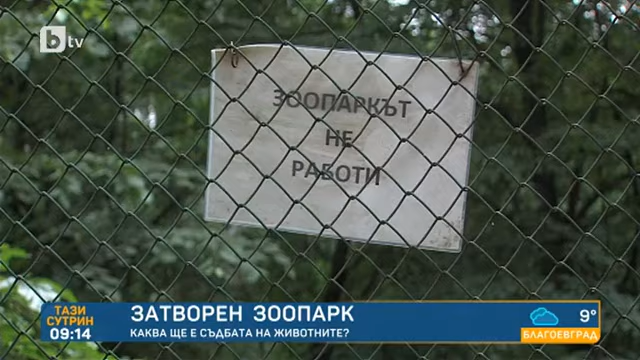 btv
ЗООПАРКЪТ
НЕ
РАБОТИ
ТАЗИ
СУТРИН
09:14
ЗАТВОРЕН ЗООПАРК
КАКВА ЩЕ Е СЪДБАТА НА ЖИВОТНИТЕ?
9°
БЛАГОЕВГРАД